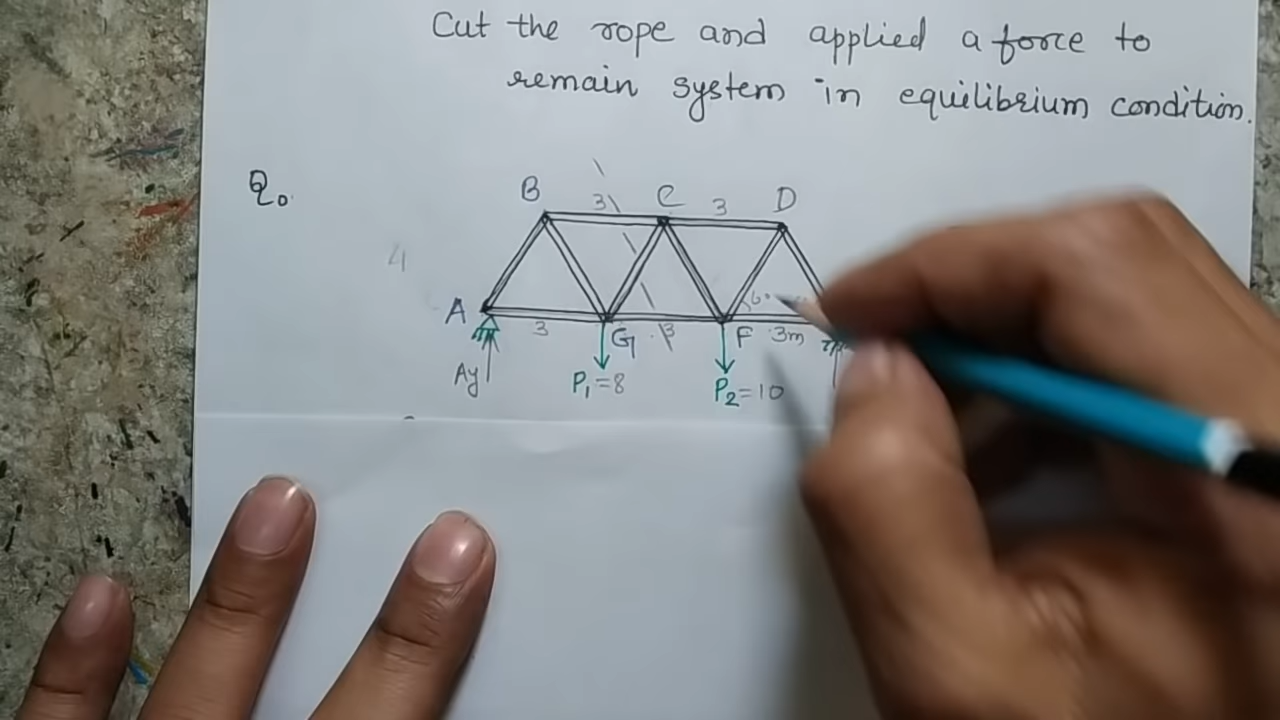 Cut the rope and applied a force to
remain system in equilibrium condition.
Q.
B 3 C 3 D
4
60
A 3 G 3 F 3m
Ay P₁=8 P₂=10